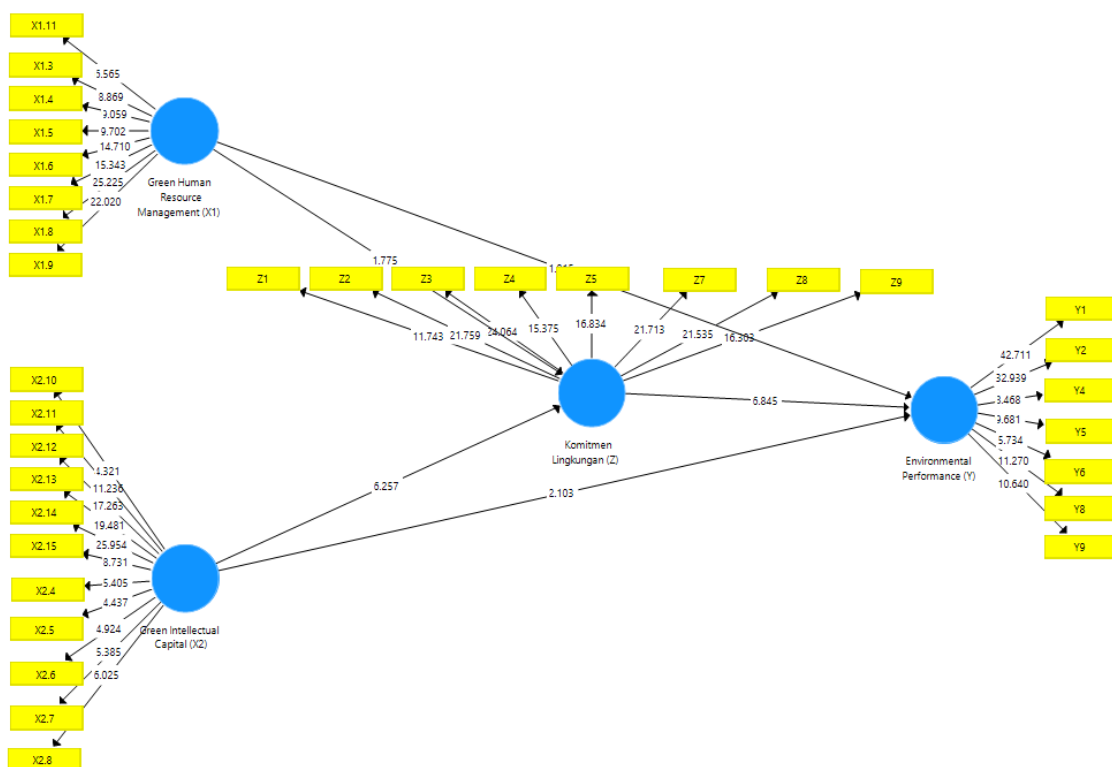 X1.11
X1.3
X1.4
X1.5
X1.6
X1.7
X1.8
X1.9
8.869
9.059
9.702
14.710
15.343
25.225
22.020
Green Human
Resource
Management (X1)
1.775
Z1
Z2
Z3
Z4
Z5
Z7
Z8
Z9
11.743
21.759
24.064
15.375
16.834
21.713
21.535
16.303
Komitmen
Lingkungan (Z)
X2.10
X2.11
X2.12
X2.13
X2.14
X2.15
X2.4
X2.5
X2.6
X2.7
X2.8
4.321
11.236
17.263
19.481
25.954
8.731
5.405
4.437
4.924
5.385
6.025
Green Intellectual
Capital (X2)
6.257
6.845
2.103
Y1
Y2
Y4
Y5
Y6
Y8
Y9
42.711
9.681
5.734
11.270
10.640
Environmental
Performance (Y)